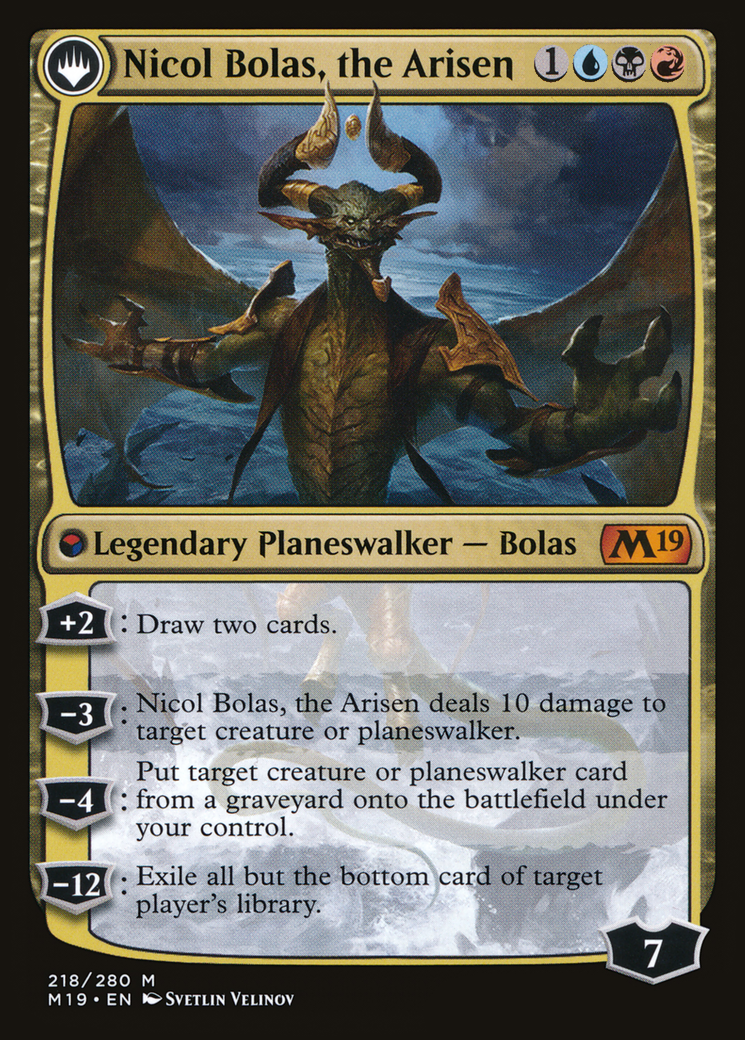 Nicol Bolas, the Arisen 1
Legendary Planeswalker — Bolas M19
+2 : Draw two cards.
−3 : Nicol Bolas, the Arisen deals 10 damage to
target creature or planeswalker.
Put target creature or planeswalker card
−4 : from a graveyard onto the battlefield under
your control.
−12 : Exile all but the bottom card of target
player's library.
7
218/280 M
M19 • EN Svetlin Velinov